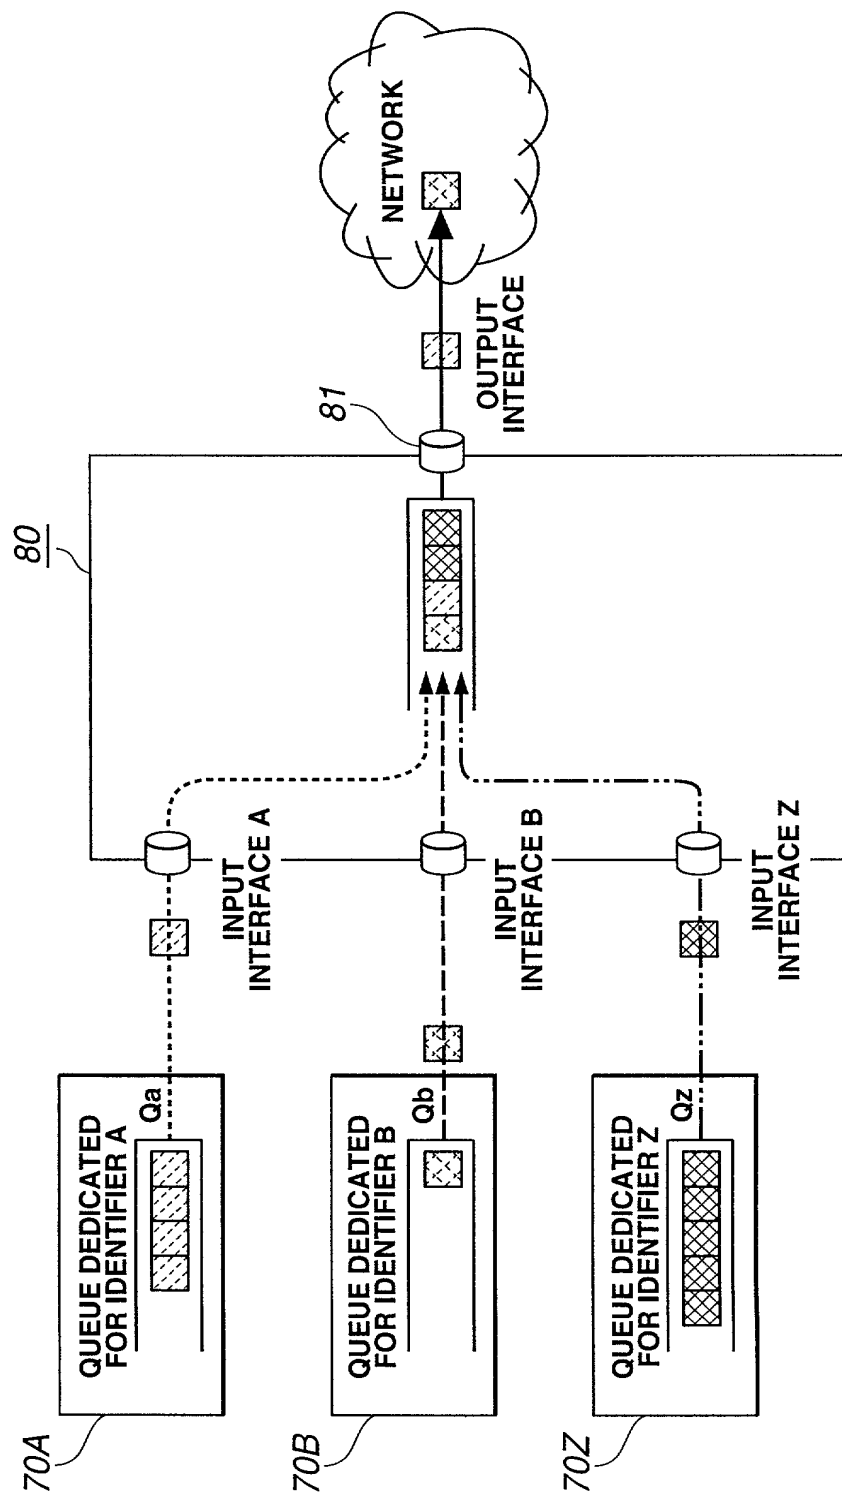 70A
QUEUE DEDICATED
FOR IDENTIFIER A
Qa
INPUT
INTERFACE A
80
70B
QUEUE DEDICATED
FOR IDENTIFIER B
Qb
INPUT
INTERFACE B
81
OUTPUT
INTERFACE
NETWORK
70Z
QUEUE DEDICATED
FOR IDENTIFIER Z
Qz
INPUT
INTERFACE Z